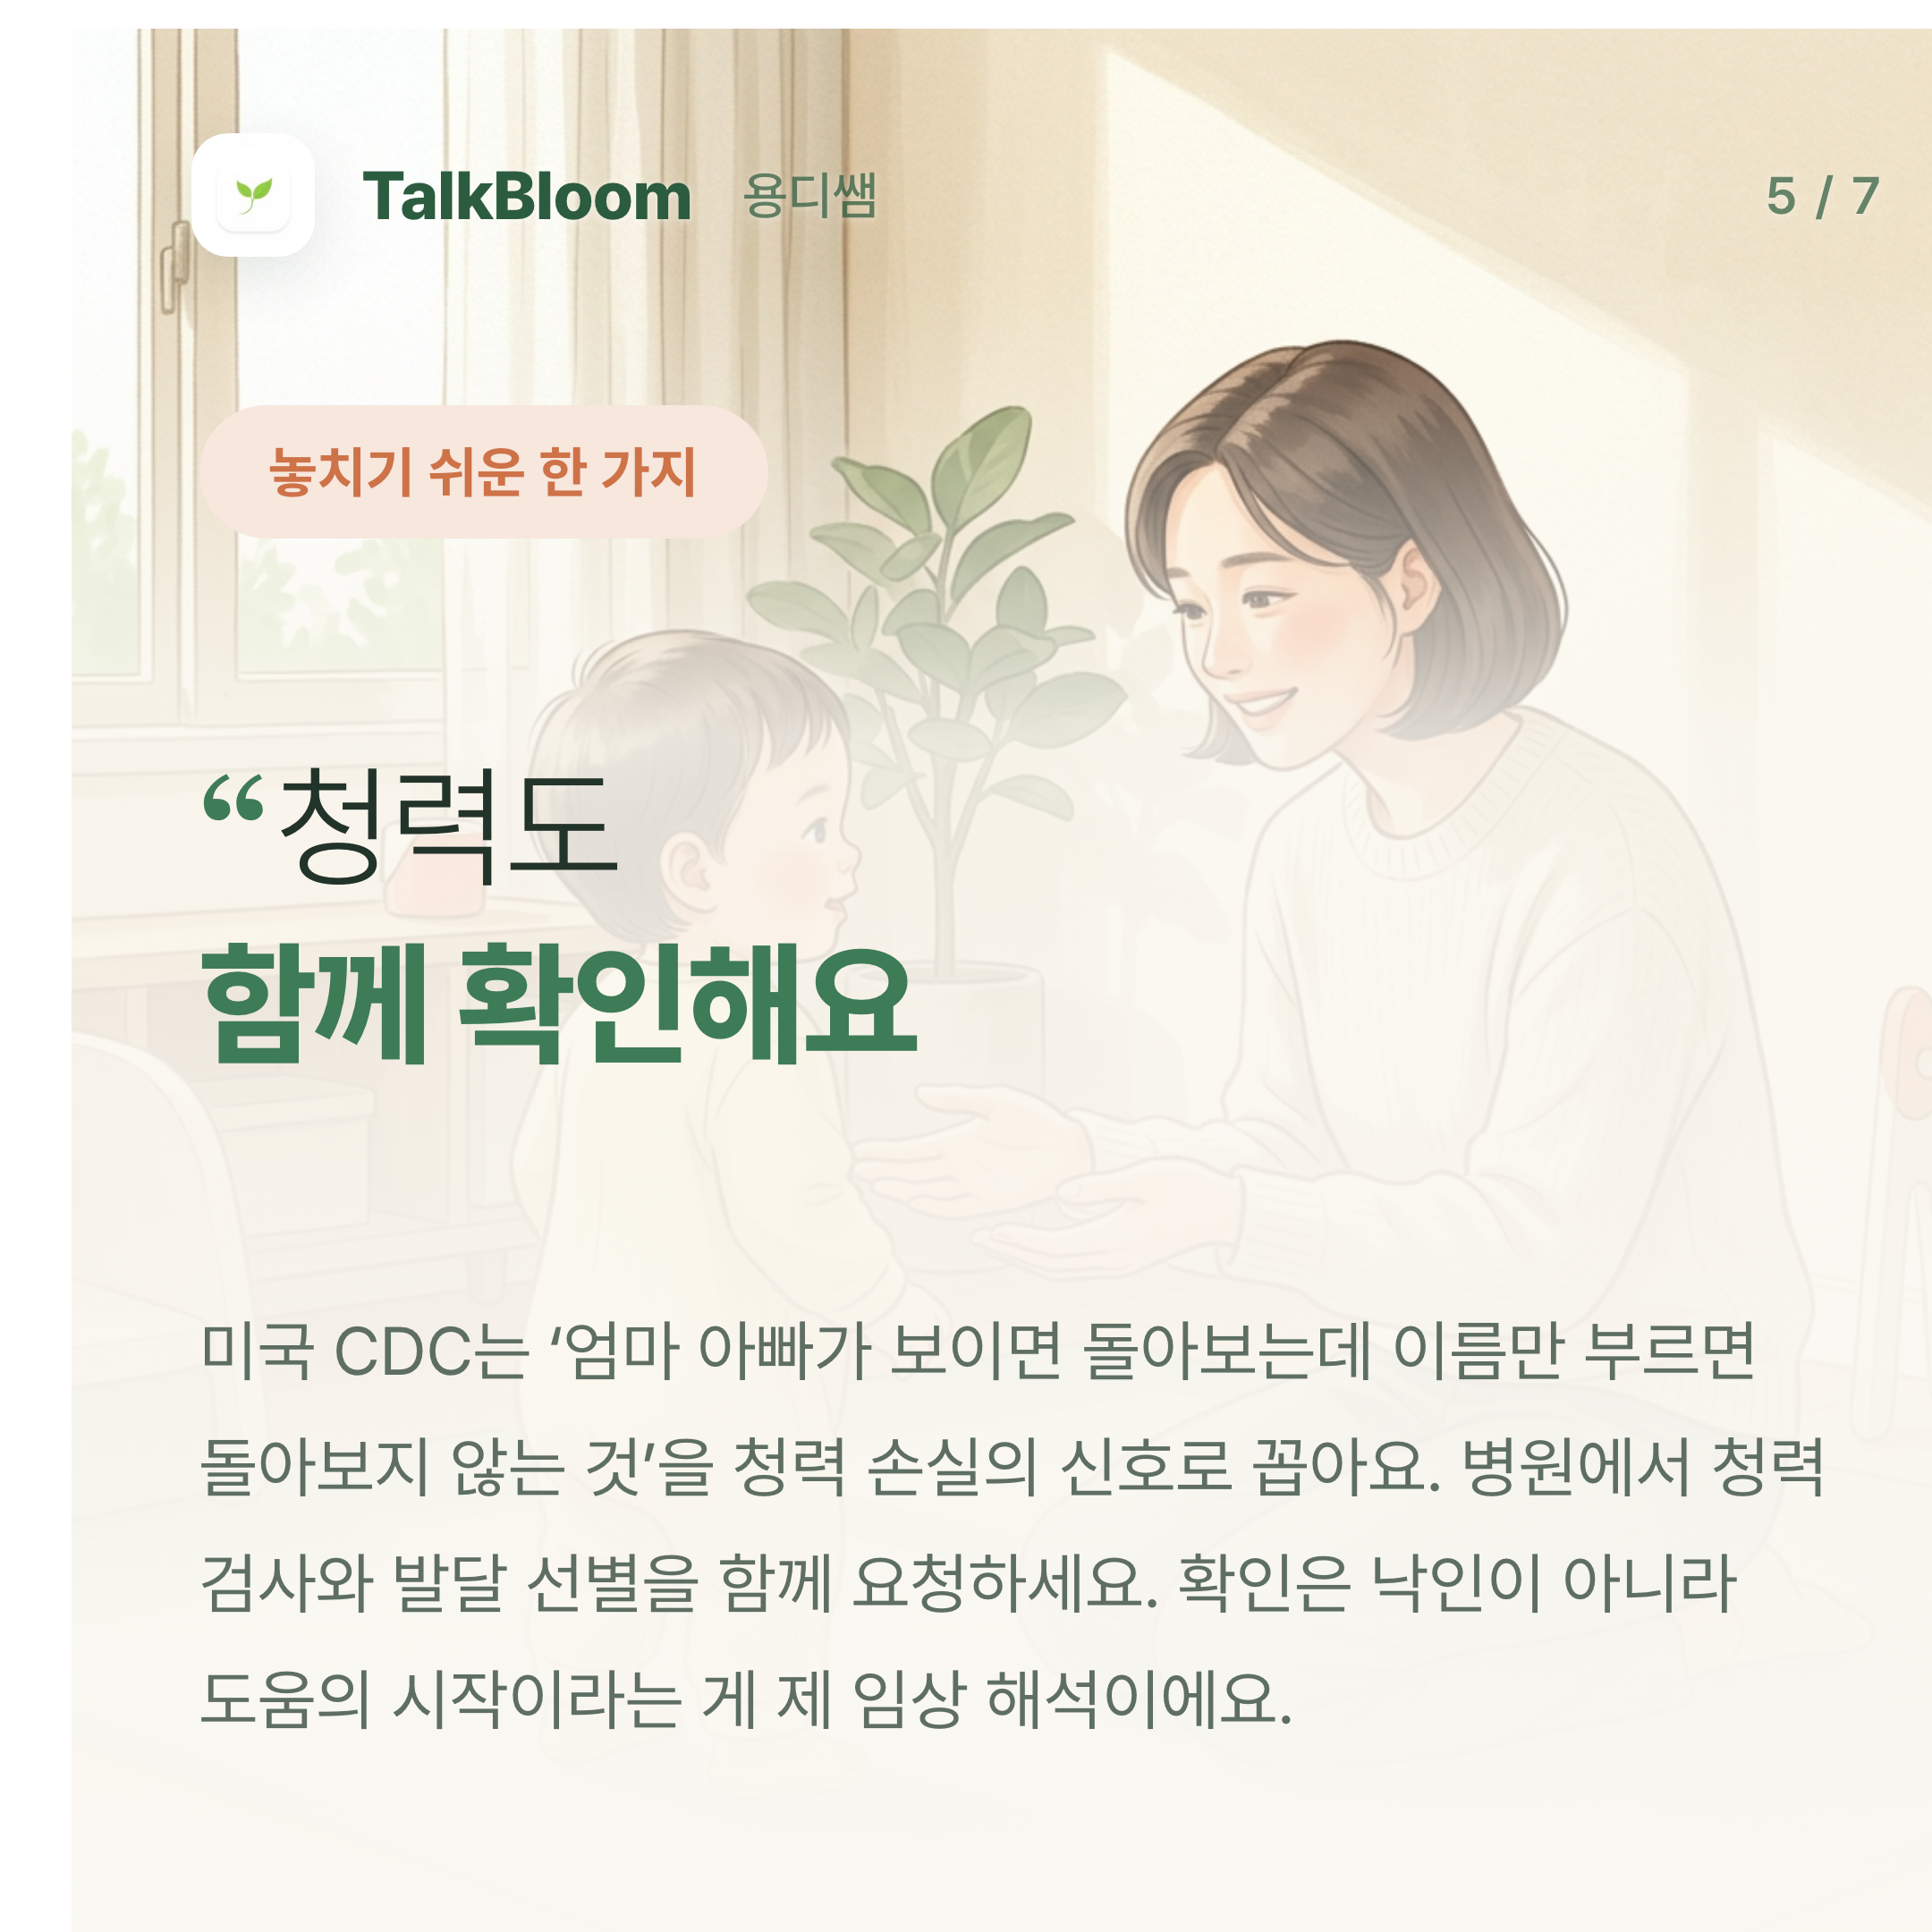 TalkBloom 용디쌤
5 / 7
놓치기 쉬운 한 가지
“청력도
함께 확인해요
미국 CDC는 ‘엄마 아빠가 보이면 돌아보는데 이름만 부르면
돌아보지 않는 것’을 청력 손실의 신호로 꼽아요. 병원에서 청력
검사와 발달 선별을 함께 요청하세요. 확인은 낙인이 아니라
도움의 시작이라는 게 제 임상 해석이에요.